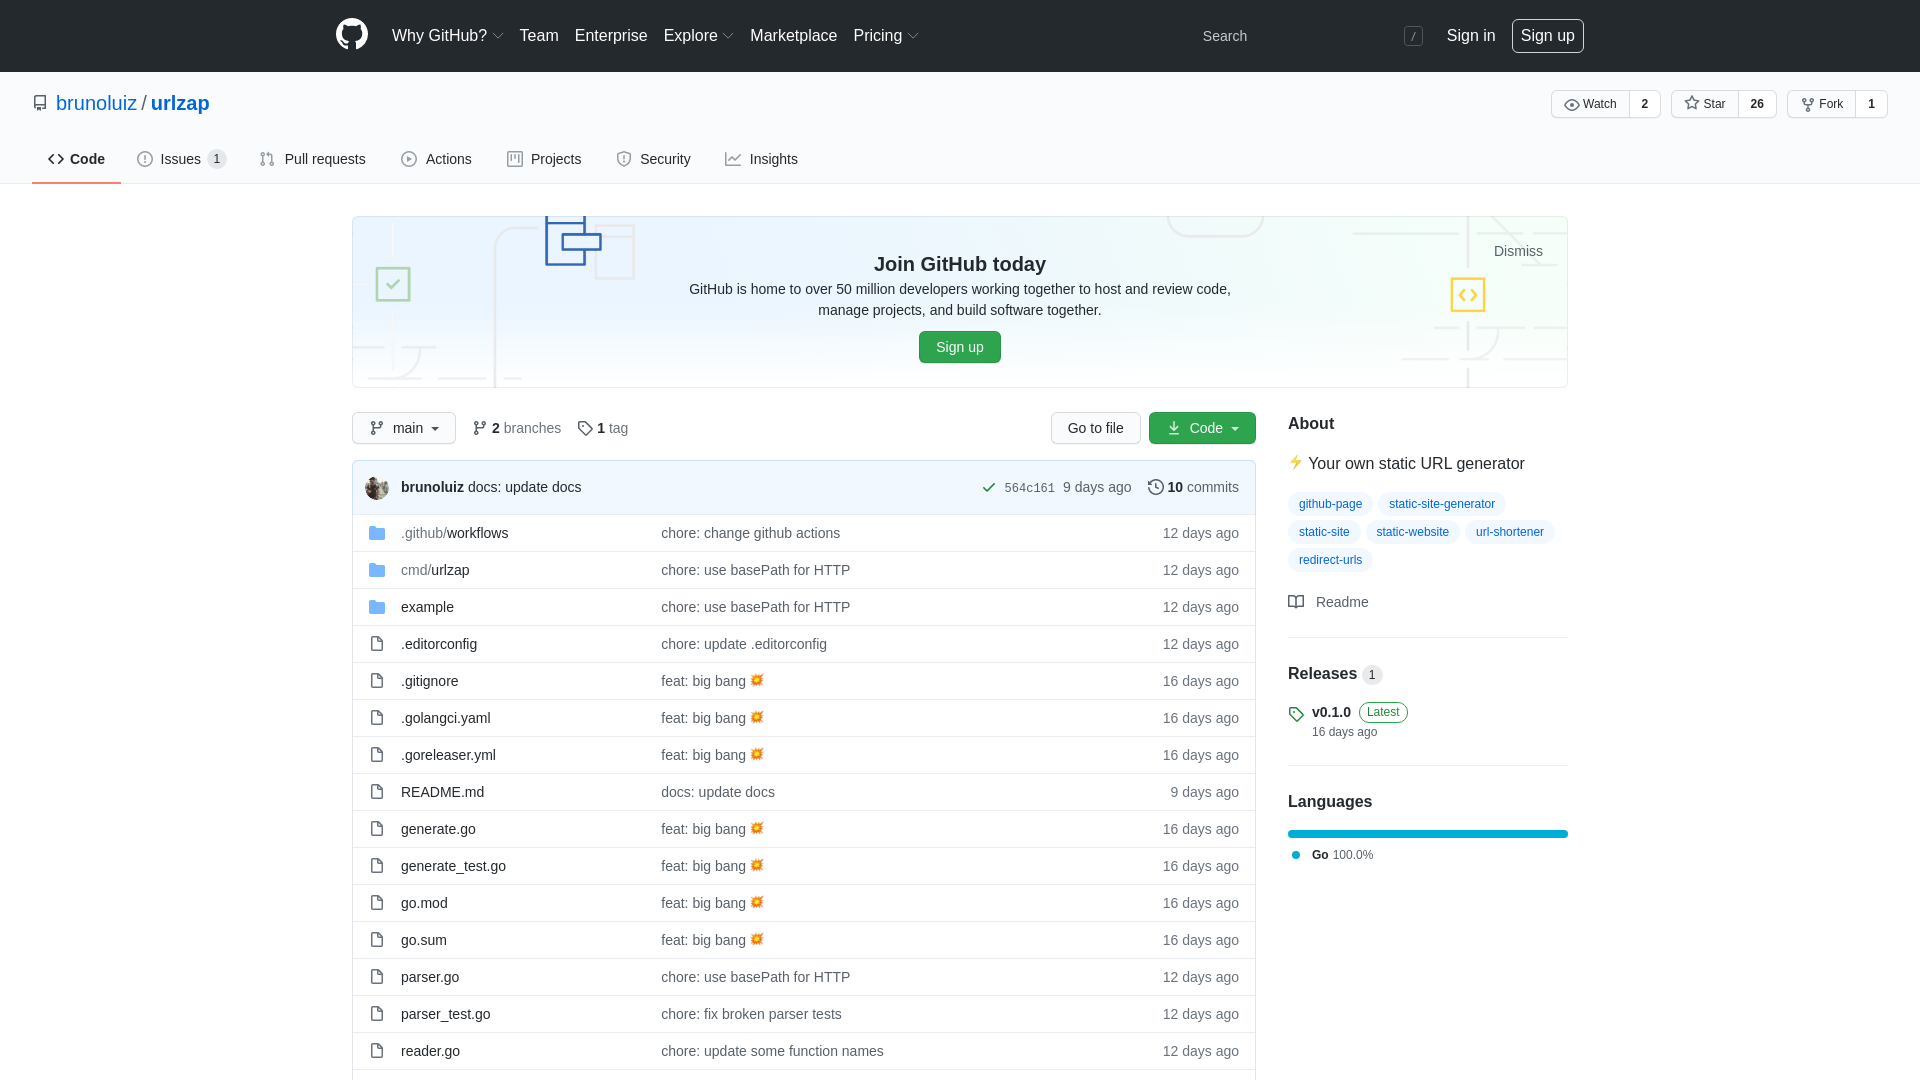 Why GitHub? Team Enterprise Explore Marketplace Pricing Search / Sign in Sign up
brunoluiz / urlzap Watch 2 Star 26 Fork 1
Code Issues 1 Pull requests Actions Projects Security Insights
Dismiss
Join GitHub today
GitHub is home to over 50 million developers working together to host and review code,
manage projects, and build software together.
Sign up
main 2 branches 1 tag Go to file Code
brunoluiz docs: update docs 564c161 9 days ago 10 commits
.github/workflows chore: change github actions 12 days ago
cmd/urlzap chore: use basePath for HTTP 12 days ago
example chore: use basePath for HTTP 12 days ago
.editorconfig chore: update .editorconfig 12 days ago
.gitignore feat: big bang 💥 16 days ago
.golangci.yaml feat: big bang 💥 16 days ago
.goreleaser.yml feat: big bang 💥 16 days ago
README.md docs: update docs 9 days ago
generate.go feat: big bang 💥 16 days ago
generate_test.go feat: big bang 💥 16 days ago
go.mod feat: big bang 💥 16 days ago
go.sum feat: big bang 💥 16 days ago
parser.go chore: use basePath for HTTP 12 days ago
parser_test.go chore: fix broken parser tests 12 days ago
reader.go chore: update some function names 12 days ago
About
⚡ Your own static URL generator
github-page static-site-generator
static-site static-website url-shortener
redirect-urls
Readme
Releases 1
v0.1.0 Latest
16 days ago
Languages
Go 100.0%